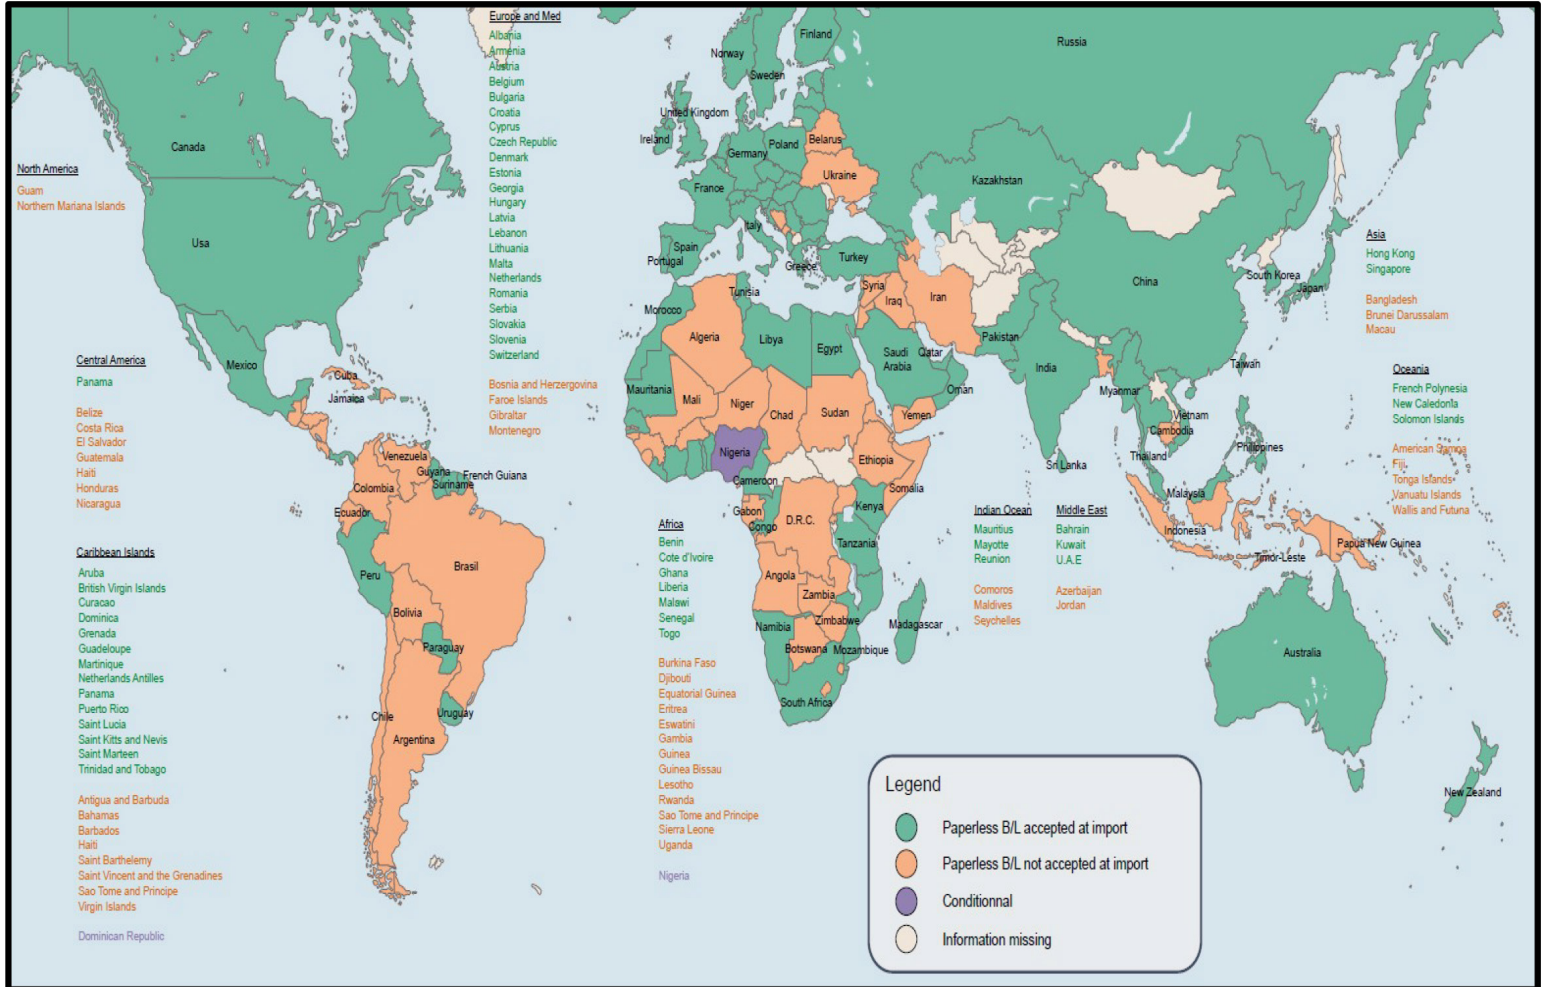 Europe and Med
Albania
Armenia
Austria
Belgium
Bulgaria
Croatia
Cyprus
Czech Republic
Denmark
Estonia
Georgia
Hungary
Latvia
Lebanon
Lithuania
Malta
Netherlands
Romania
Serbia
Slovakia
Slovenia
Switzerland
Bosnia and Herzergovina
Faroe Islands
Gibraltar
Montenegro
North America
Guam
Northern Mariana Islands
Central America
Panama
Belize
Costa Rica
El Salvador
Guatemala
Haiti
Honduras
Nicaragua
Caribbean Islands
Aruba
British Virgin Islands
Curacao
Dominica
Grenada
Guadeloupe
Martinique
Netherlands Antilles
Panama
Puerto Rico
Saint Lucia
Saint Kitts and Nevis
Saint Marteen
Trinidad and Tobago
Antigua and Barbuda
Bahamas
Barbados
Haiti
Saint Barthelemy
Saint Vincent and the Grenadines
Sao Tome and Principe
Virgin Islands
Dominican Republic
Canada
Usa
Mexico
Cuba
Jamaica
Venezuela
Guyana
French Guiana
Suriname
Colombia
Ecuador
Brasil
Peru
Bolivia
Paraguay
Chile
Uruguay
Argentina
Finland
Norway
Sweden
Russia
United Kingdom
Ireland
Belarus
Poland
Germany
Ukraine
France
Kazakhstan
Italy
Spain
Portugal
Greece
Turkey
Tunisia
Morocco
Syria
Iraq
Iran
Algeria
Libya
Egypt
Saudi
Arabia
Qatar
Pakistan
Oman
India
China
South Korea
Japan
Taiwan
Mauritania
Mali
Niger
Chad
Sudan
Yemen
Nigeria
Ethiopia
Somalia
Cameroon
Gabon
Congo
D.R.C.
Kenya
Tanzania
Angola
Zambia
Zimbabwe
Namibia
Botswana
Mozambique
Madagascar
South Africa
Myanmar
Vietnam
Cambodia
Thailand
Philippines
Sri Lanka
Malaysia
Indonesia
Timor-Leste
Papua New Guinea
Australia
New Zealand
Africa
Benin
Cote d'Ivoire
Ghana
Liberia
Malawi
Senegal
Togo
Burkina Faso
Djibouti
Equatorial Guinea
Eritrea
Eswatini
Gambia
Guinea
Guinea Bissau
Lesotho
Rwanda
Sao Tome and Principe
Sierra Leone
Uganda
Nigeria
Indian Ocean
Mauritius
Mayotte
Reunion
Comoros
Maldives
Seychelles
Middle East
Bahrain
Kuwait
U.A.E
Azerbaijan
Jordan
Asia
Hong Kong
Singapore
Bangladesh
Brunei Darussalam
Macau
Oceania
French Polynesia
New Caledonia
Solomon Islands
American Samoa
Fiji
Tonga Islands
Vanuatu Islands
Wallis and Futuna
Legend
Paperless B/L accepted at import
Paperless B/L not accepted at import
Conditionnal
Information missing